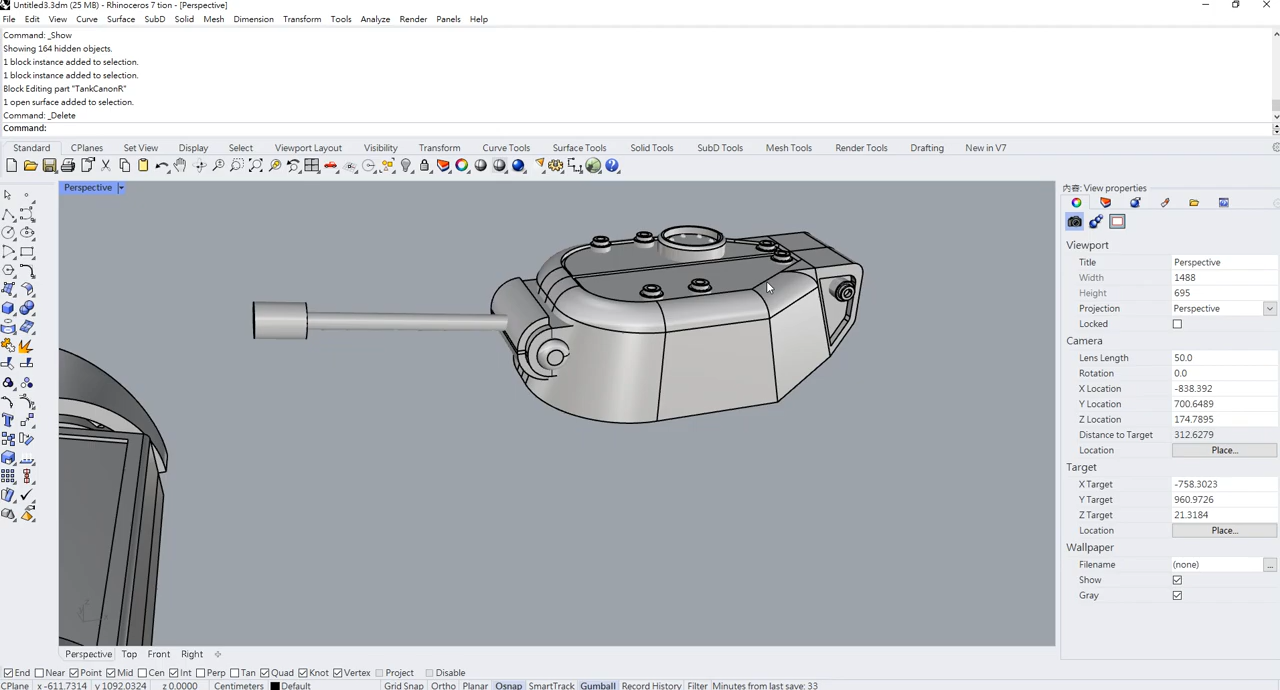 Untitled3.3dm (25 MB) - Rhinoceros 7 tion - [Perspective]
File Edit View Curve Surface SubD Solid Mesh Dimension Transform Tools Analyze Render Panels Help
Command: _Show
Showing 164 hidden objects.
1 block instance added to selection.
1 block instance added to selection.
Block Editing part "TankCanonR"
1 open surface added to selection.
Command: _Delete
Command:
Standard CPlanes Set View Display Select Viewport Layout Visibility Transform Curve Tools Surface Tools Solid Tools SubD Tools Mesh Tools Render Tools Drafting New in V7
Perspective
內容: View properties
Viewport
Title Perspective
Width 1488
Height 695
Projection Perspective
Locked
Camera
Lens Length 50.0
Rotation 0.0
X Location -838.392
Y Location 700.6489
Z Location 174.7895
Distance to Target 312.6279
Location Place...
Target
X Target -758.3023
Y Target 960.9726
Z Target 21.3184
Location Place...
Wallpaper
Filename (none) ...
Show
Gray
Perspective Top Front Right
End Near Point Mid Cen Int Perp Tan Quad Knot Vertex Project Disable
CPlane x -611.7314 y 1092.0324 z 0.0000 Centimeters Default Grid Snap Ortho Planar Osnap SmartTrack Gumball Record History Filter Minutes from last save: 33